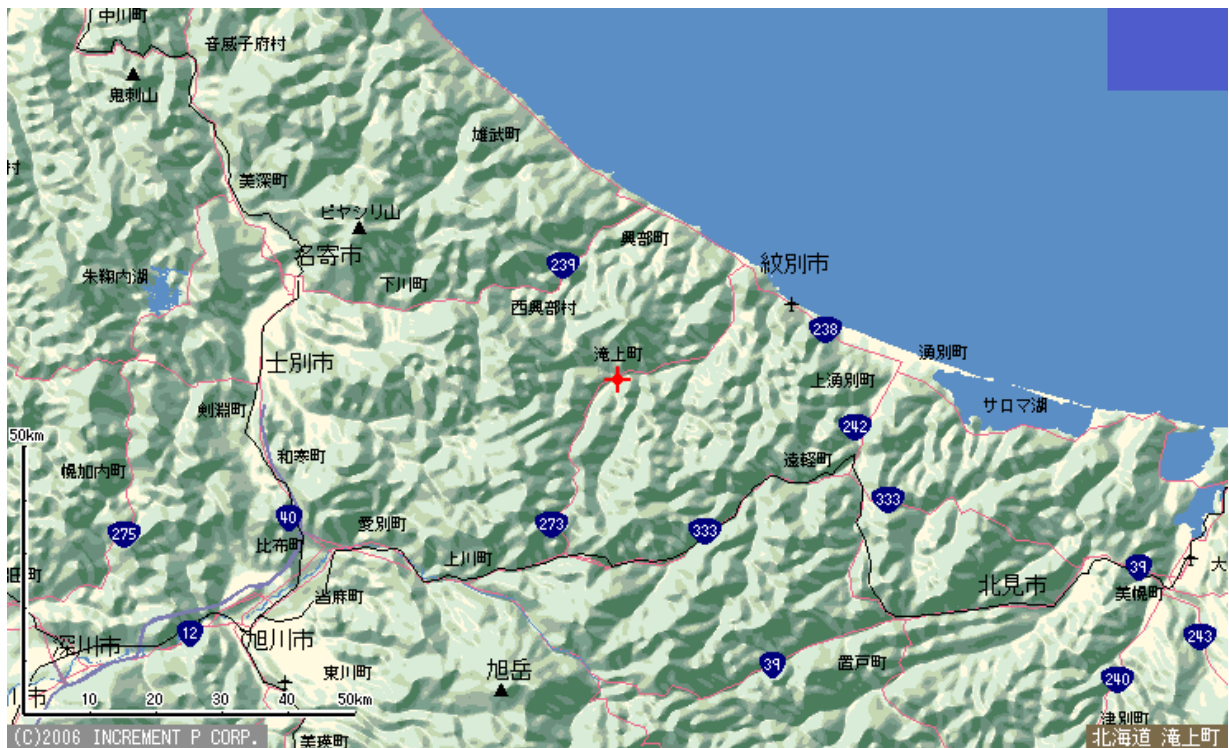 中川町
音威子府村
鬼刺山
雄武町
村
美深町
ピヤシリ山
興部町
名寄市
紋別市
239
朱鞠内湖
下川町
西興部村
238
滝上町
湧別町
士別市
上湧別町
サロマ湖
剣淵町
242
50km
和寒町
遠軽町
幌加内町
333
40
273
愛別町
333
275
比布町
上川町
39
大
町
北見市
美幌町
当麻町
12
深川市
旭川市
243
東川町
旭岳
39
置戸町
240
市
10 20 30 40 50km
津別町
(C)2006 INCREMENT P CORP.
美瑛町
北海道 滝上町